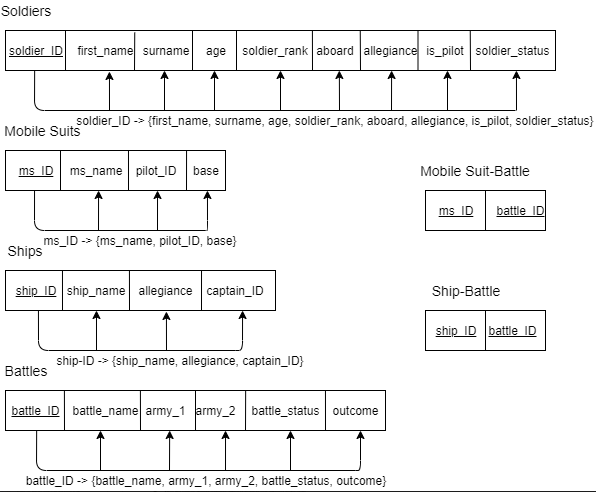 Soldiers
soldier_ID first_name surname age soldier_rank aboard allegiance is_pilot soldier_status
soldier_ID -> {first_name, surname, age, soldier_rank, aboard, allegiance, is_pilot, soldier_status}
Mobile Suits
ms_ID ms_name pilot_ID base
ms_ID -> {ms_name, pilot_ID, base}
Mobile Suit-Battle
ms_ID battle_ID
Ships
ship_ID ship_name allegiance captain_ID
ship-ID -> {ship_name, allegiance, captain_ID}
Ship-Battle
ship_ID battle_ID
Battles
battle_ID battle_name army_1 army_2 battle_status outcome
battle_ID -> {battle_name, army_1, army_2, battle_status, outcome}